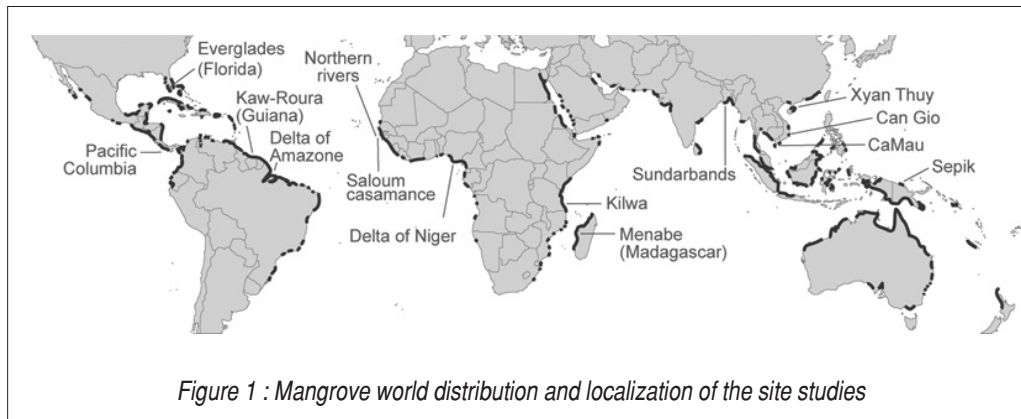 Everglades
(Florida)
Kaw-Roura
(Guiana)
Delta of
Amazone
Pacific
Columbia
Northern
rivers
Saloum
casamance
Delta of Niger
Kilwa
Menabe
(Madagascar)
Sundarbands
Xyan Thuy
Can Gio
CaMau
Sepik
Figure 1 : Mangrove world distribution and localization of the site studies